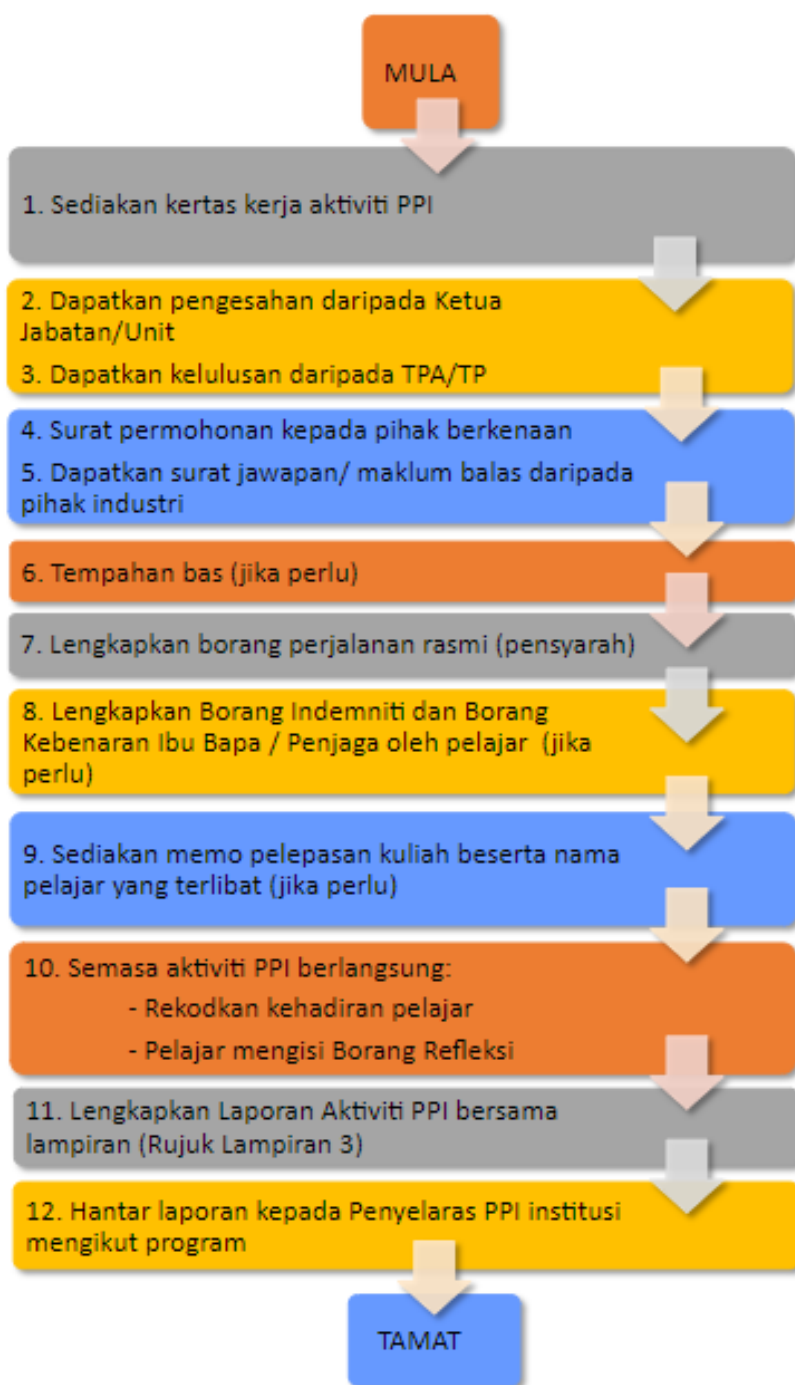 MULA
1. Sediakan kertas kerja aktiviti PPI
2. Dapatkan pengesahan daripada Ketua
Jabatan/Unit
3. Dapatkan kelulusan daripada TPA/TP
4. Surat permohonan kepada pihak berkenaan
5. Dapatkan surat jawapan/ maklum balas daripada
pihak industri
6. Tempahan bas (jika perlu)
7. Lengkapkan borang perjalanan rasmi (pensyarah)
8. Lengkapkan Borang Indemniti dan Borang
Kebenaran Ibu Bapa / Penjaga oleh pelajar (jika
perlu)
9. Sediakan memo pelepasan kuliah beserta nama
pelajar yang terlibat (jika perlu)
10. Semasa aktiviti PPI berlangsung:
- Rekodkan kehadiran pelajar
- Pelajar mengisi Borang Refleksi
11. Lengkapkan Laporan Aktiviti PPI bersama
lampiran (Rujuk Lampiran 3)
12. Hantar laporan kepada Penyelaras PPI institusi
mengikut program
TAMAT